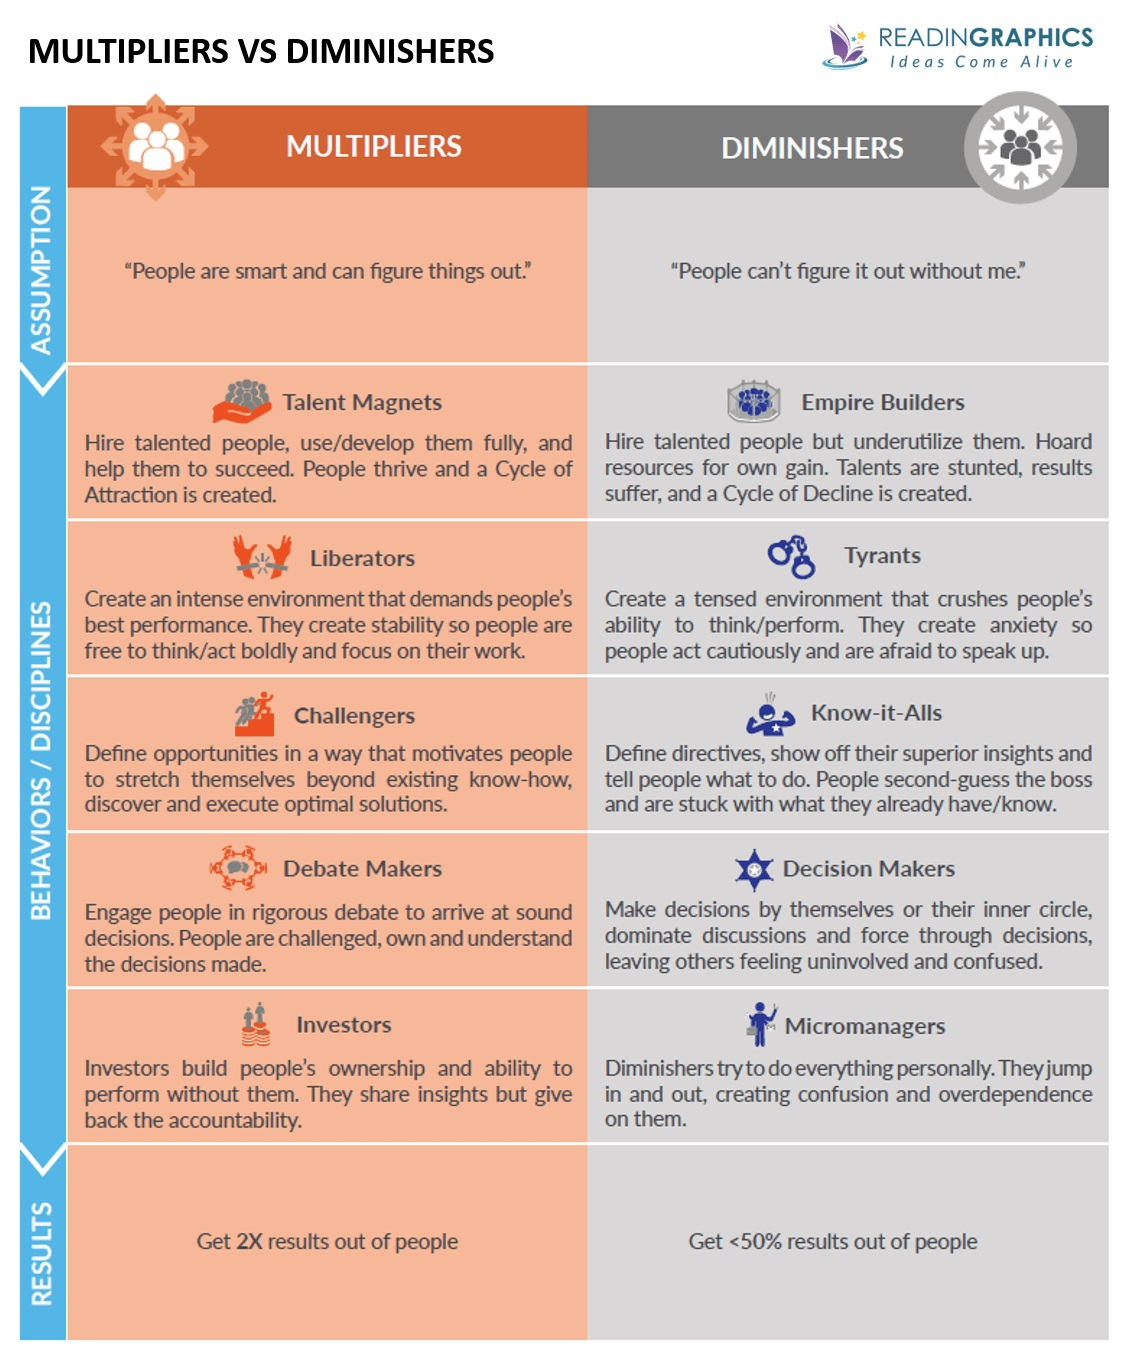 MULTIPLIERS VS DIMINISHERS
READINGRAPHICS
Ideas Come Alive
MULTIPLIERS
DIMINISHERS
ASSUMPTION
“People are smart and can figure things out.”
“People can’t figure it out without me.”
BEHAVIORS / DISCIPLINES
Talent Magnets
Hire talented people, use/develop them fully, and
help them to succeed. People thrive and a Cycle of
Attraction is created.
Empire Builders
Hire talented people but underutilize them. Hoard
resources for own gain. Talents are stunted, results
suffer, and a Cycle of Decline is created.
Liberators
Create an intense environment that demands people’s
best performance. They create stability so people are
free to think/act boldly and focus on their work.
Tyrants
Create a tensed environment that crushes people’s
ability to think/perform. They create anxiety so
people act cautiously and are afraid to speak up.
Challengers
Define opportunities in a way that motivates people
to stretch themselves beyond existing know-how,
discover and execute optimal solutions.
Know-it-Alls
Define directives, show off their superior insights and
tell people what to do. People second-guess the boss
and are stuck with what they already have/know.
Debate Makers
Engage people in rigorous debate to arrive at sound
decisions. People are challenged, own and understand
the decisions made.
Decision Makers
Make decisions by themselves or their inner circle,
dominate discussions and force through decisions,
leaving others feeling uninvolved and confused.
Investors
Investors build people’s ownership and ability to
perform without them. They share insights but give
back the accountability.
Micromanagers
Diminishers try to do everything personally. They jump
in and out, creating confusion and overdependence
on them.
RESULTS
Get 2X results out of people
Get <50% results out of people